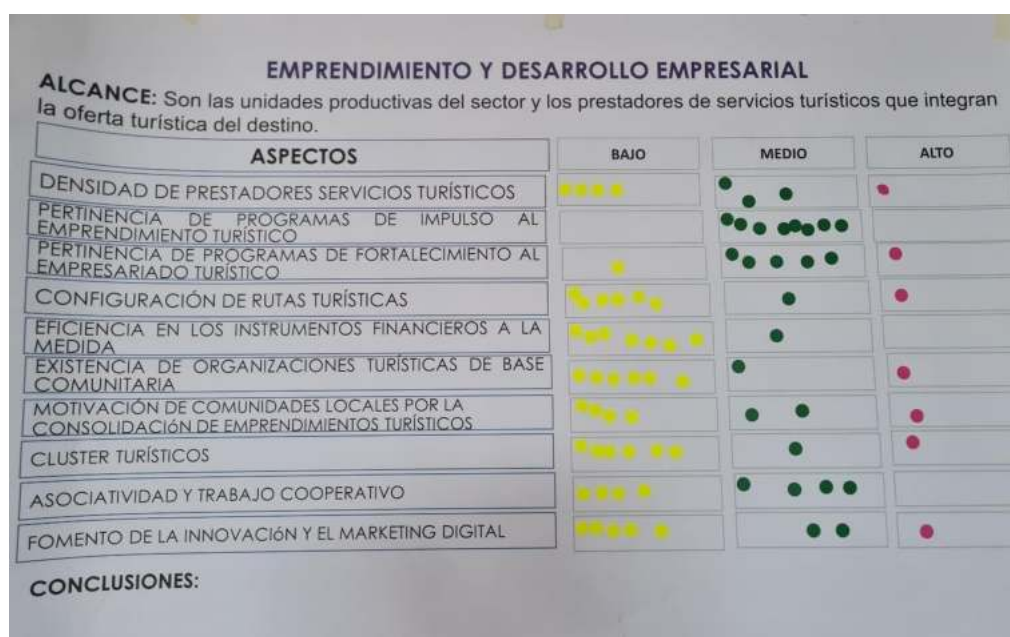 EMPRENDIMIENTO Y DESARROLLO EMPRESARIAL
ALCANCE: Son las unidades productivas del sector y los prestadores de servicios turísticos que integran
la oferta turística del destino.
ASPECTOS BAJO MEDIO ALTO
DENSIDAD DE PRESTADORES SERVICIOS TURÍSTICOS
PERTINENCIA DE PROGRAMAS DE IMPULSO AL
EMPRENDIMIENTO TURÍSTICO
PERTINENCIA DE PROGRAMAS DE FORTALECIMIENTO AL
EMPRESARIADO TURÍSTICO
CONFIGURACIÓN DE RUTAS TURÍSTICAS
EFICIENCIA EN LOS INSTRUMENTOS FINANCIEROS A LA
MEDIDA
EXISTENCIA DE ORGANIZACIONES TURÍSTICAS DE BASE
COMUNITARIA
MOTIVACIÓN DE COMUNIDADES LOCALES POR LA
CONSOLIDACIóN DE EMPRENDIMIENTOS TURÍSTICOS
CLUSTER TURÍSTICOS
ASOCIATIVIDAD Y TRABAJO COOPERATIVO
FOMENTO DE LA INNOVACIóN Y EL MARKETING DIGITAL
CONCLUSIONES: